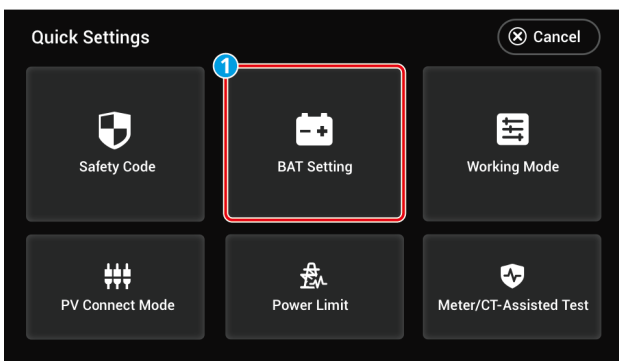 Quick Settings
Cancel
1
Safety Code
BAT Setting
Working Mode
PV Connect Mode
Power Limit
Meter/CT-Assisted Test